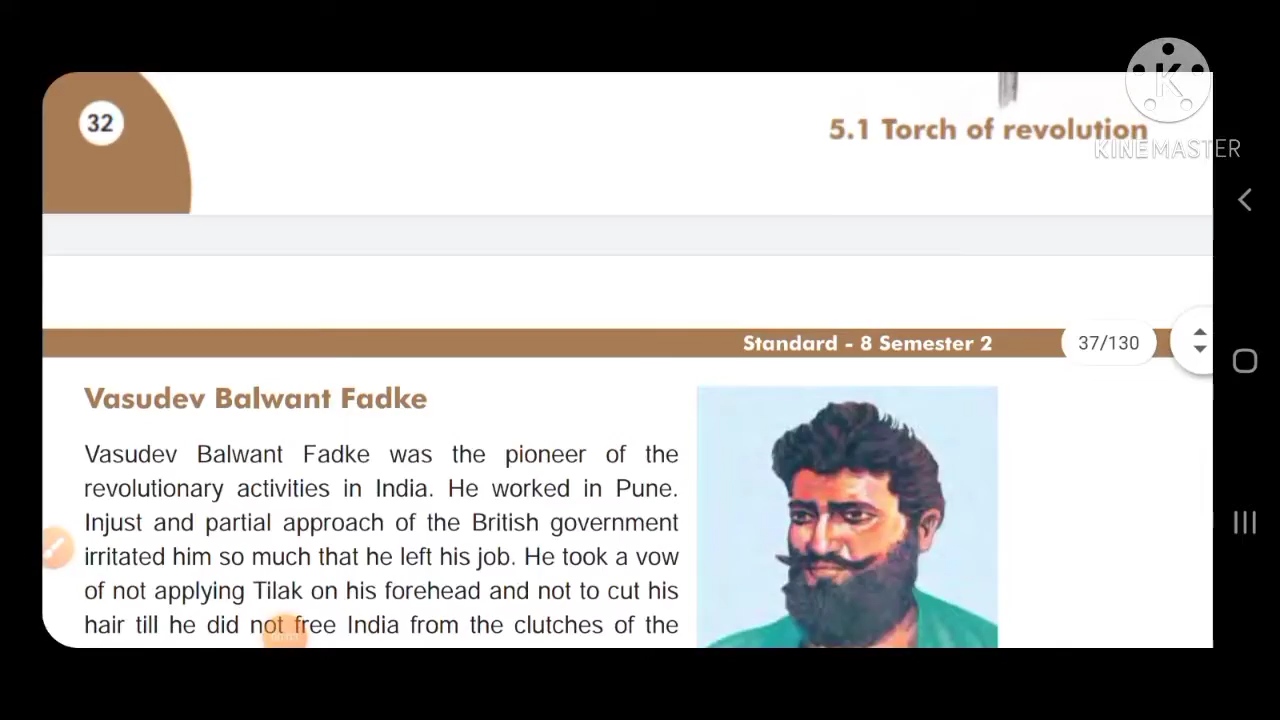 32
5.1 Torch of revolution
K
KINEMASTER
Standard - 8 Semester 2
37/130
Vasudev Balwant Fadke
Vasudev Balwant Fadke was the pioneer of the
revolutionary activities in India. He worked in Pune.
Injust and partial approach of the British government
irritated him so much that he left his job. He took a vow
of not applying Tilak on his forehead and not to cut his
hair till he did not free India from the clutches of the